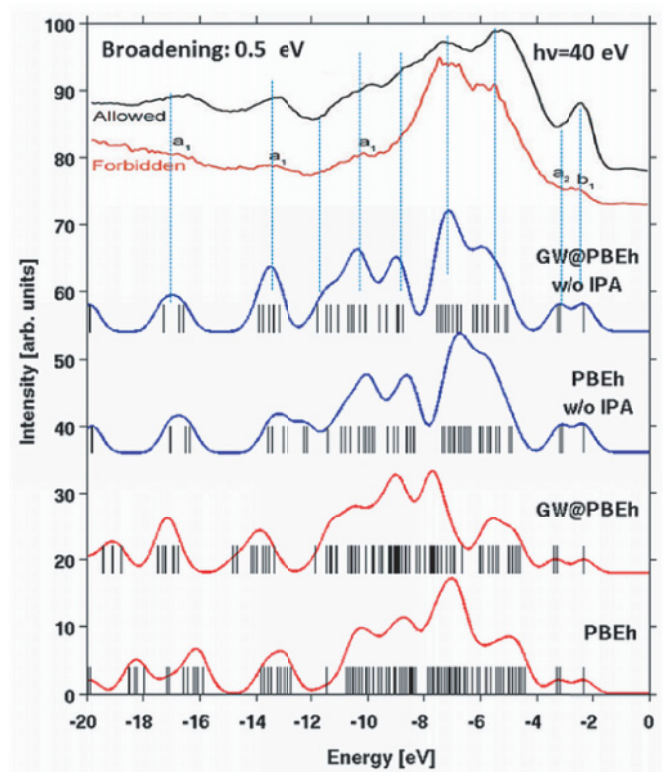 Broadening: 0.5 eV
hν=40 eV
Allowed
Forbidden
a1
a1
a1
a2 b1
GW@PBEh
w/o IPA
PBEh
w/o IPA
GW@PBEh
PBEh
Intensity [arb. units]
100
90
80
70
60
50
40
30
20
10
0
-20 -18 -16 -14 -12 -10 -8 -6 -4 -2 0
Energy [eV]